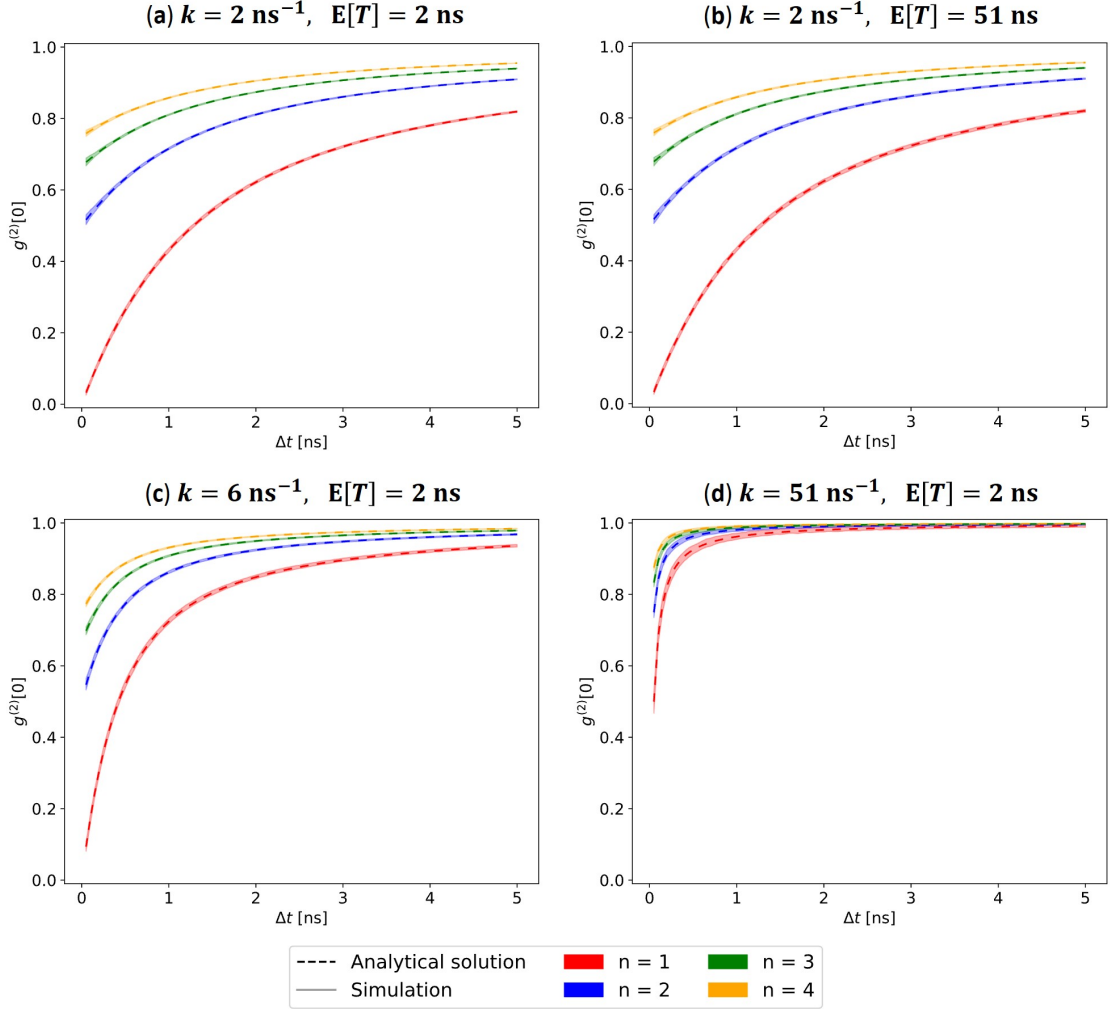 (a) k = 2 ns⁻¹, E[T] = 2 ns
1.0
0.8
0.6
0.4
0.2
0.0
g⁽²⁾[0]
0 1 2 3 4 5
Δt [ns]
(b) k = 2 ns⁻¹, E[T] = 51 ns
1.0
0.8
0.6
0.4
0.2
0.0
g⁽²⁾[0]
0 1 2 3 4 5
Δt [ns]
(c) k = 6 ns⁻¹, E[T] = 2 ns
1.0
0.8
0.6
0.4
0.2
0.0
g⁽²⁾[0]
0 1 2 3 4 5
Δt [ns]
(d) k = 51 ns⁻¹, E[T] = 2 ns
1.0
0.8
0.6
0.4
0.2
0.0
g⁽²⁾[0]
0 1 2 3 4 5
Δt [ns]
Analytical solution n = 1 n = 3
Simulation n = 2 n = 4